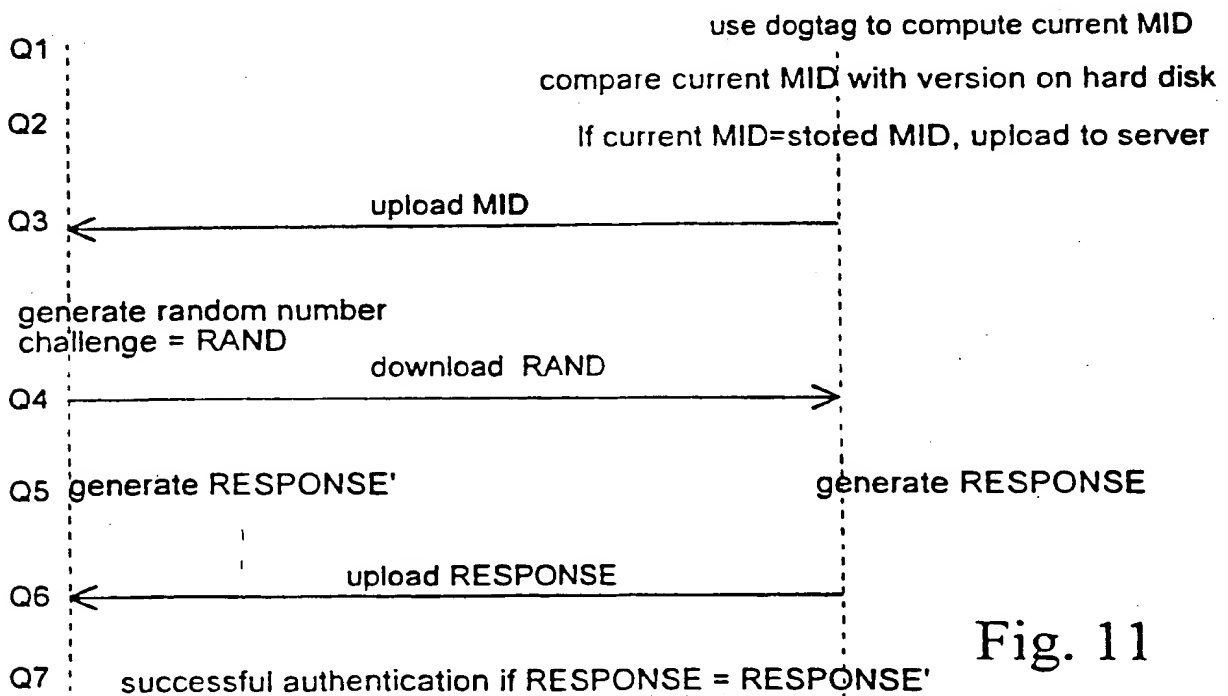 use dogtag to compute current MID
Q1
compare current MID with version on hard disk
Q2
If current MID=stored MID, upload to server
upload MID
Q3
generate random number
challenge = RAND
download RAND
Q4
Q5 generate RESPONSE' generate RESPONSE
upload RESPONSE
Q6
Fig. 11
Q7 successful authentication if RESPONSE = RESPONSE'